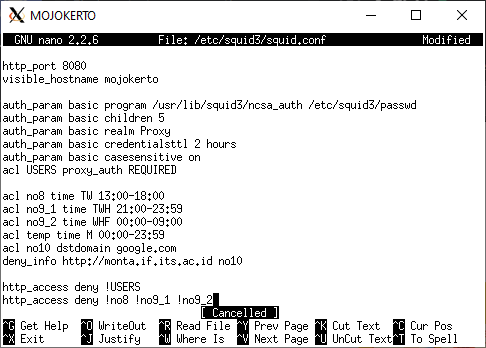 MOJOKERTO
GNU nano 2.2.6 File: /etc/squid3/squid.conf Modified
http_port 8080
visible_hostname mojokerto
auth_param basic program /usr/lib/squid3/ncsa_auth /etc/squid3/passwd
auth_param basic children 5
auth_param basic realm Proxy
auth_param basic credentialsttl 2 hours
auth_param basic casesensitive on
acl USERS proxy_auth REQUIRED
acl no8 time TW 13:00-18:00
acl no9_1 time TWH 21:00-23:59
acl no9_2 time WHF 00:00-09:00
acl temp time M 00:00-23:59
acl no10 dstdomain google.com
deny_info http://monta.if.its.ac.id no10
http_access deny !USERS
http_access deny !no8 !no9_1 !no9_2
[ Cancelled ]
^G Get Help ^O WriteOut ^R Read File ^Y Prev Page ^K Cut Text ^C Cur Pos
^X Exit ^J Justify ^W Where Is ^V Next Page ^U UnCut Text ^T To Spell